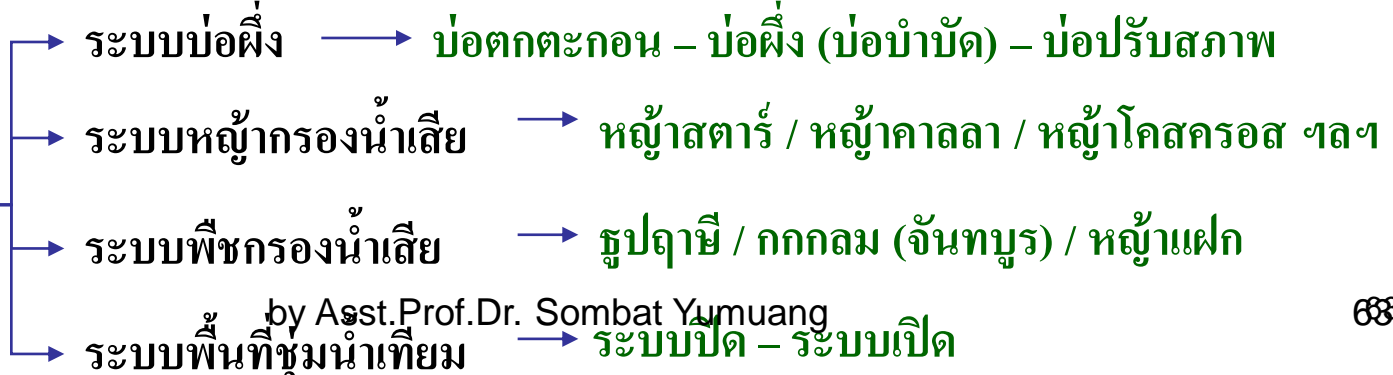 ระบบบ่อผึ่ง บ่อตกตะกอน – บ่อผึ่ง (บ่อบำบัด) – บ่อปรับสภาพ
ระบบหญ้ากรองน้ำเสีย หญ้าสตาร์ / หญ้าคาลลา / หญ้าโคสครอส ฯลฯ
ระบบพืชกรองน้ำเสีย ธูปฤาษี / กกกลม (จันทบูร) / หญ้าแฝก
by Asst.Prof.Dr. Sombat Yumuang 63
ระบบพื้นที่ชุ่มน้ำเทียม ระบบปิด – ระบบเปิด